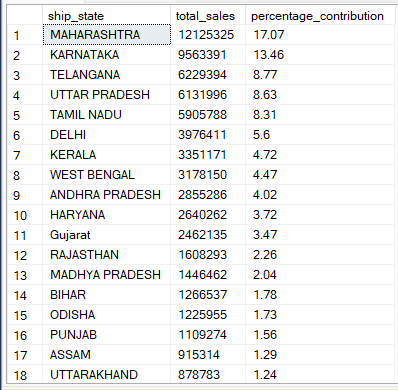 ship_state total_sales percentage_contribution
1 MAHARASHTRA 12125325 17.07
2 KARNATAKA 9563391 13.46
3 TELANGANA 6229394 8.77
4 UTTAR PRADESH 6131996 8.63
5 TAMIL NADU 5905788 8.31
6 DELHI 3976411 5.6
7 KERALA 3351171 4.72
8 WEST BENGAL 3178150 4.47
9 ANDHRA PRADESH 2855286 4.02
10 HARYANA 2640262 3.72
11 Gujarat 2462135 3.47
12 RAJASTHAN 1608293 2.26
13 MADHYA PRADESH 1446462 2.04
14 BIHAR 1266537 1.78
15 ODISHA 1225955 1.73
16 PUNJAB 1109274 1.56
17 ASSAM 915314 1.29
18 UTTARAKHAND 878783 1.24